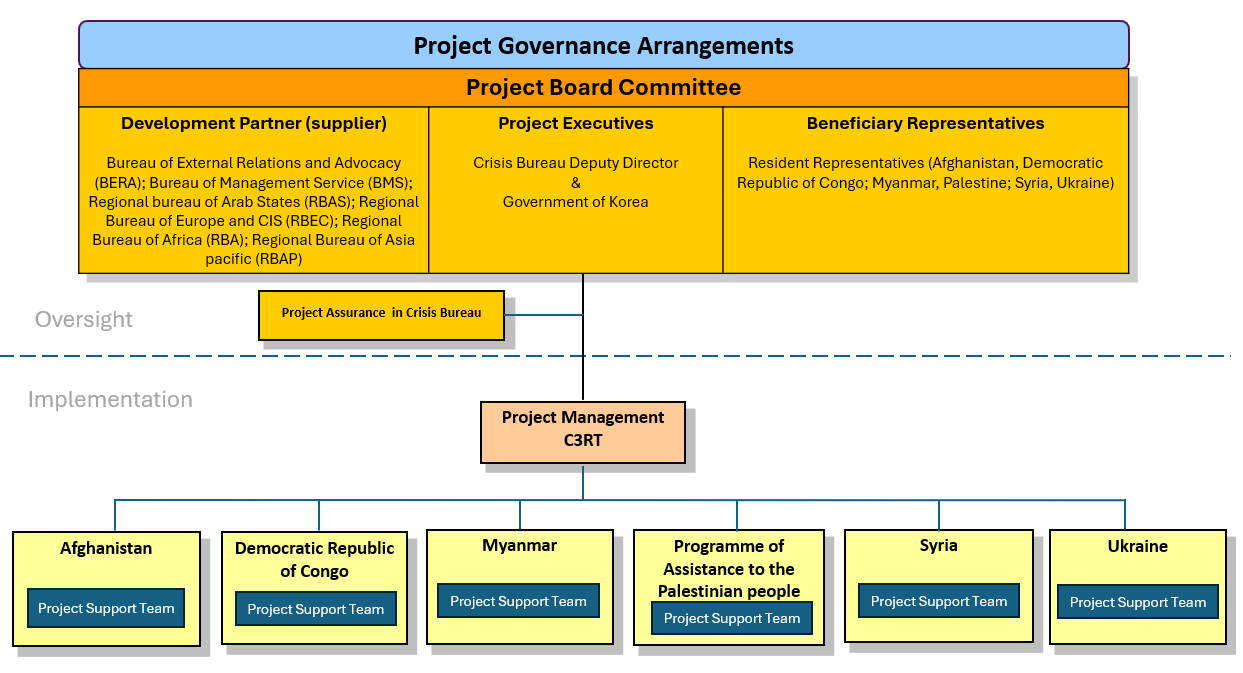 Project Governance Arrangements
Project Board Committee
Development Partner (supplier)
Bureau of External Relations and Advocacy
(BERA); Bureau of Management Service (BMS);
Regional bureau of Arab States (RBAS); Regional
Bureau of Europe and CIS (RBEC); Regional
Bureau of Africa (RBA); Regional Bureau of Asia
pacific (RBAP)
Project Executives
Crisis Bureau Deputy Director
&
Government of Korea
Beneficiary Representatives
Resident Representatives (Afghanistan, Democratic
Republic of Congo; Myanmar, Palestine; Syria, Ukraine)
Project Assurance in Crisis Bureau
Oversight
Implementation
Project Management
C3RT
Afghanistan
Project Support Team
Democratic Republic
of Congo
Project Support Team
Myanmar
Project Support Team
Programme of
Assistance to the
Palestinian people
Project Support Team
Syria
Project Support Team
Ukraine
Project Support Team